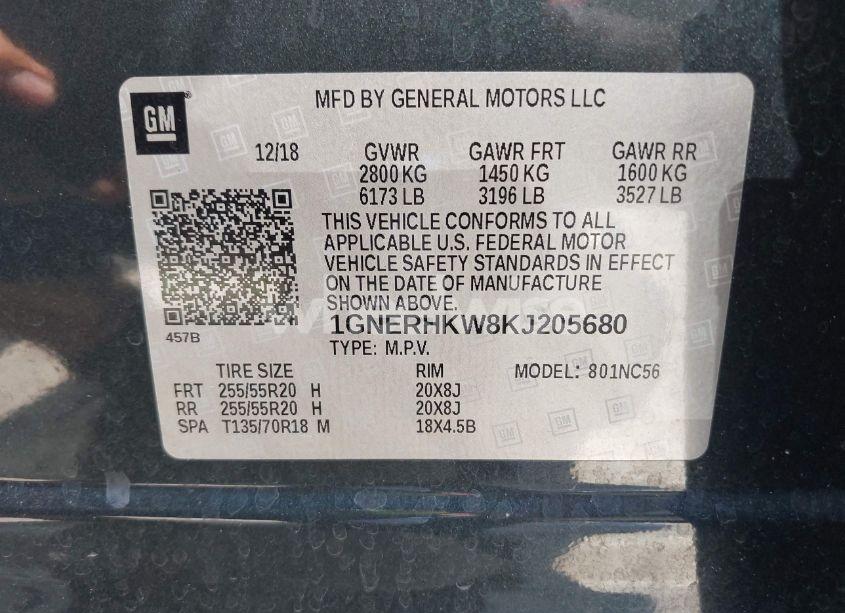 GM ®
MFD BY GENERAL MOTORS LLC
12/18 GVWR GAWR FRT GAWR RR
2800 KG 1450 KG 1600 KG
6173 LB 3196 LB 3527 LB
THIS VEHICLE CONFORMS TO ALL
APPLICABLE U.S. FEDERAL MOTOR
VEHICLE SAFETY STANDARDS IN EFFECT
ON THE DATE OF MANUFACTURE
SHOWN ABOVE.
1GNERHKW8KJ205680
457B
TYPE: M.P.V.
TIRE SIZE RIM MODEL: 801NC56
FRT 255/55R20 H 20X8J
RR 255/55R20 H 20X8J
SPA T135/70R18 M 18X4.5B